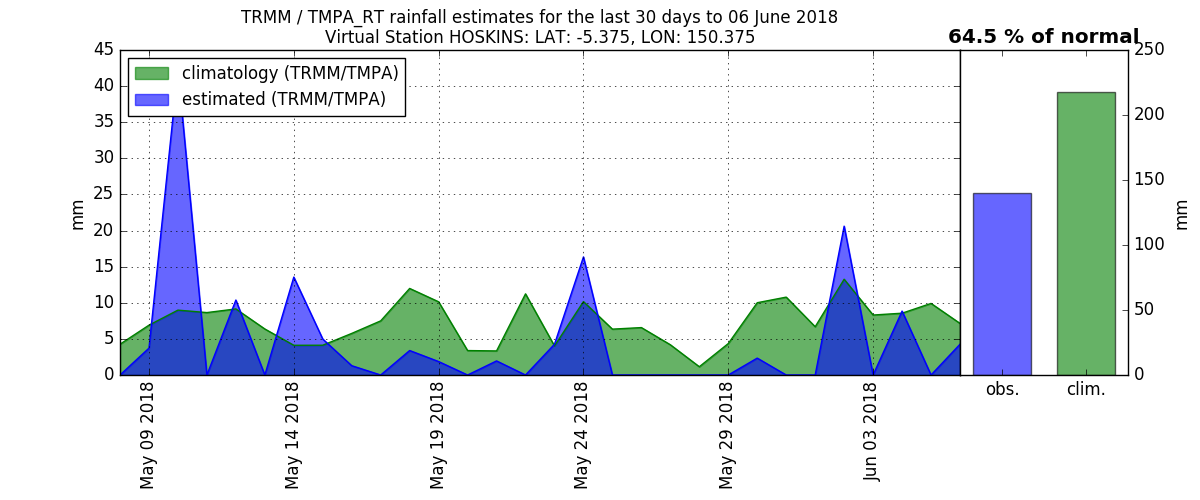 TRMM / TMPA_RT rainfall estimates for the last 30 days to 06 June 2018
Virtual Station HOSKINS: LAT: -5.375, LON: 150.375
64.5 % of normal
climatology (TRMM/TMPA)
estimated (TRMM/TMPA)
45
40
35
30
25
20
15
10
5
0
mm
May 09 2018
May 14 2018
May 19 2018
May 24 2018
May 29 2018
Jun 03 2018
250
200
150
100
50
0
mm
obs.
clim.